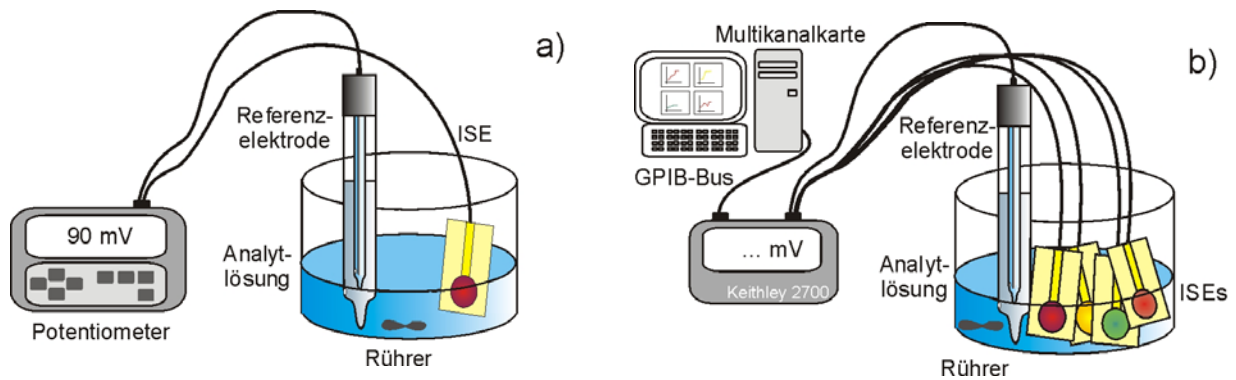 a)
Referenz-
elektrode
ISE
90 mV
Analyt-
lösung
Potentiometer
Rührer
Multikanalkarte
b)
Referenz-
elektrode
GPIB-Bus
... mV
Keithley 2700
Analyt-
lösung
ISEs
Rührer